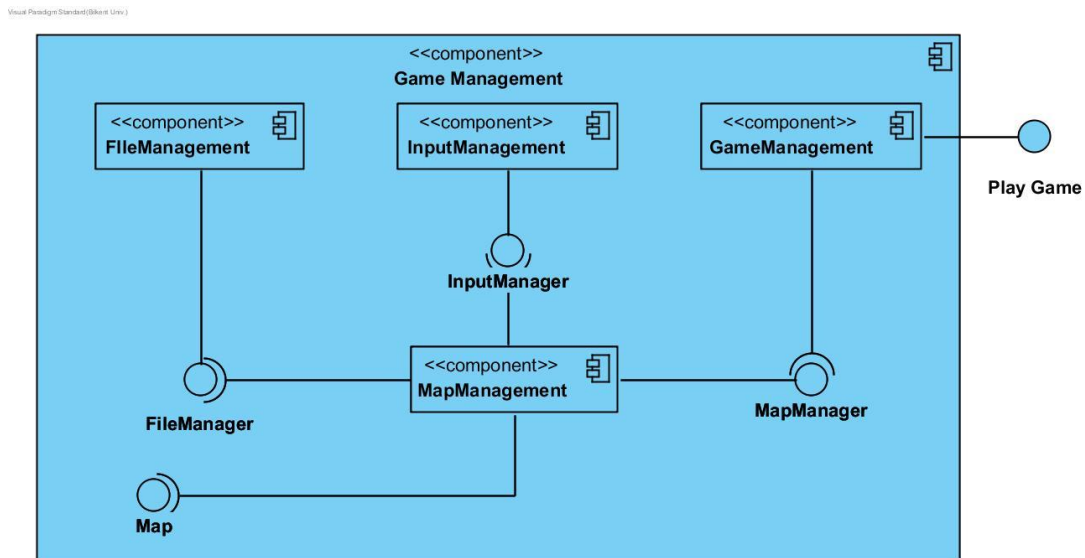 Visual Paradigm Standard(Bilkent Univ.)
<<component>>
Game Management
<<component>>
FIleManagement
<<component>>
InputManagement
<<component>>
GameManagement
Play Game
InputManager
<<component>>
MapManagement
FileManager
MapManager
Map